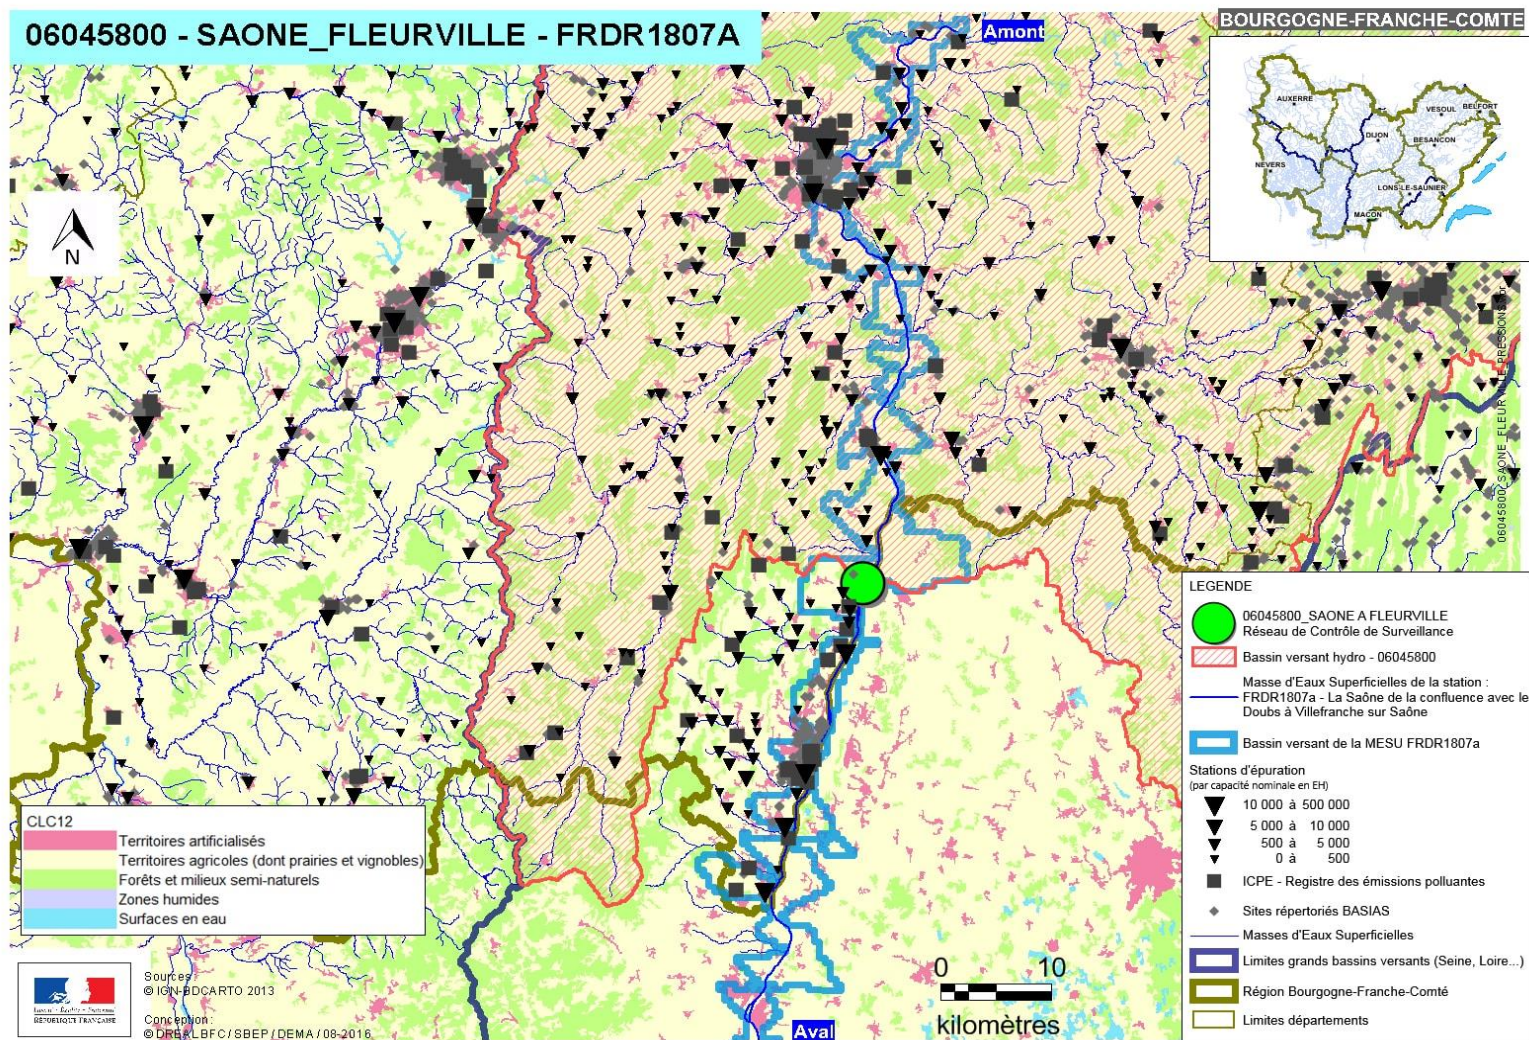 06045800 - SAONE_FLEURVILLE - FRDR1807A
Amont
BOURGOGNE-FRANCHE-COMTE
AUXERRE
VESOUL
BELFORT
DIJON
BESANCON
NEVERS
LONS-LE-SAUNIER
MACON
N
LEGENDE
06045800_SAONE A FLEURVILLE
Réseau de Contrôle de Surveillance
Bassin versant hydro - 06045800
Masse d'Eaux Superficielles de la station :
FRDR1807a - La Saône de la confluence avec le
Doubs à Villefranche sur Saône
Bassin versant de la MESU FRDR1807a
Stations d'épuration
(par capacité nominale en EH)
10 000 à 500 000
5 000 à 10 000
500 à 5 000
0 à 500
ICPE - Registre des émissions polluantes
Sites répertoriés BASIAS
Masses d'Eaux Superficielles
Limites grands bassins versants (Seine, Loire...)
Région Bourgogne-Franche-Comté
Limites départements
CLC12
Territoires artificialisés
Territoires agricoles (dont prairies et vignobles)
Forêts et milieux semi-naturels
Zones humides
Surfaces en eau
Liberté • Égalité • Fraternité
RÉPUBLIQUE FRANÇAISE
Sources :
© IGN-BDCARTO 2013
Conception :
© DREAL BFC / SBEP / DEMA / 08-2016
0 10
kilomètres
Aval